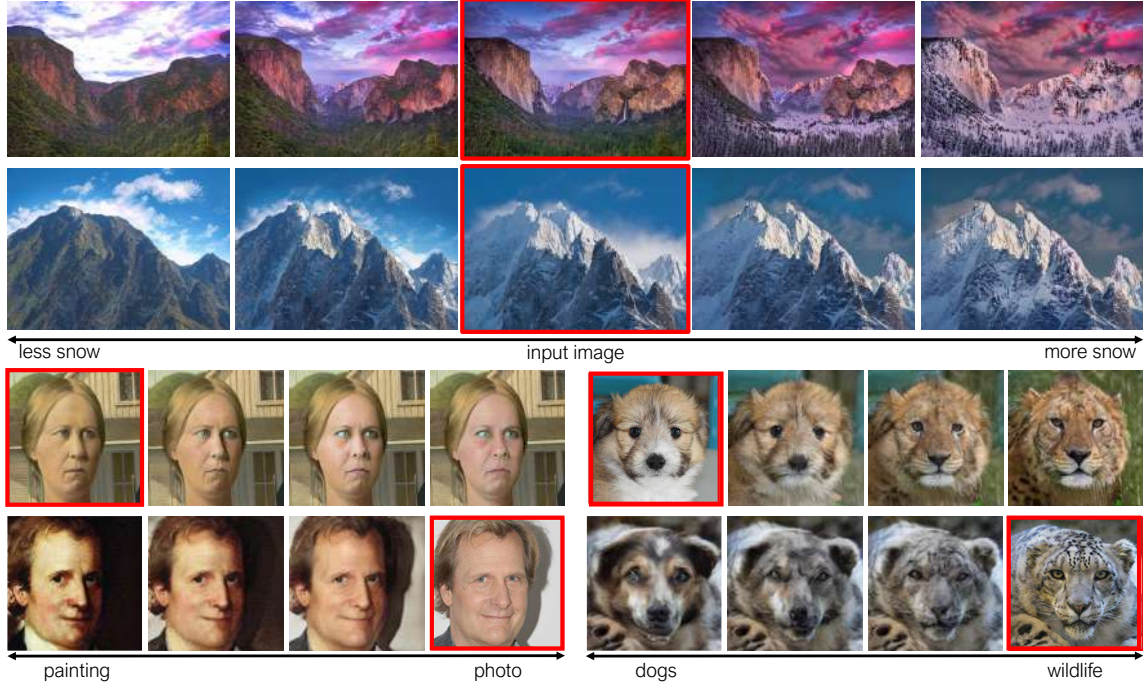 less snow
input image
more snow
painting
photo
dogs
wildlife